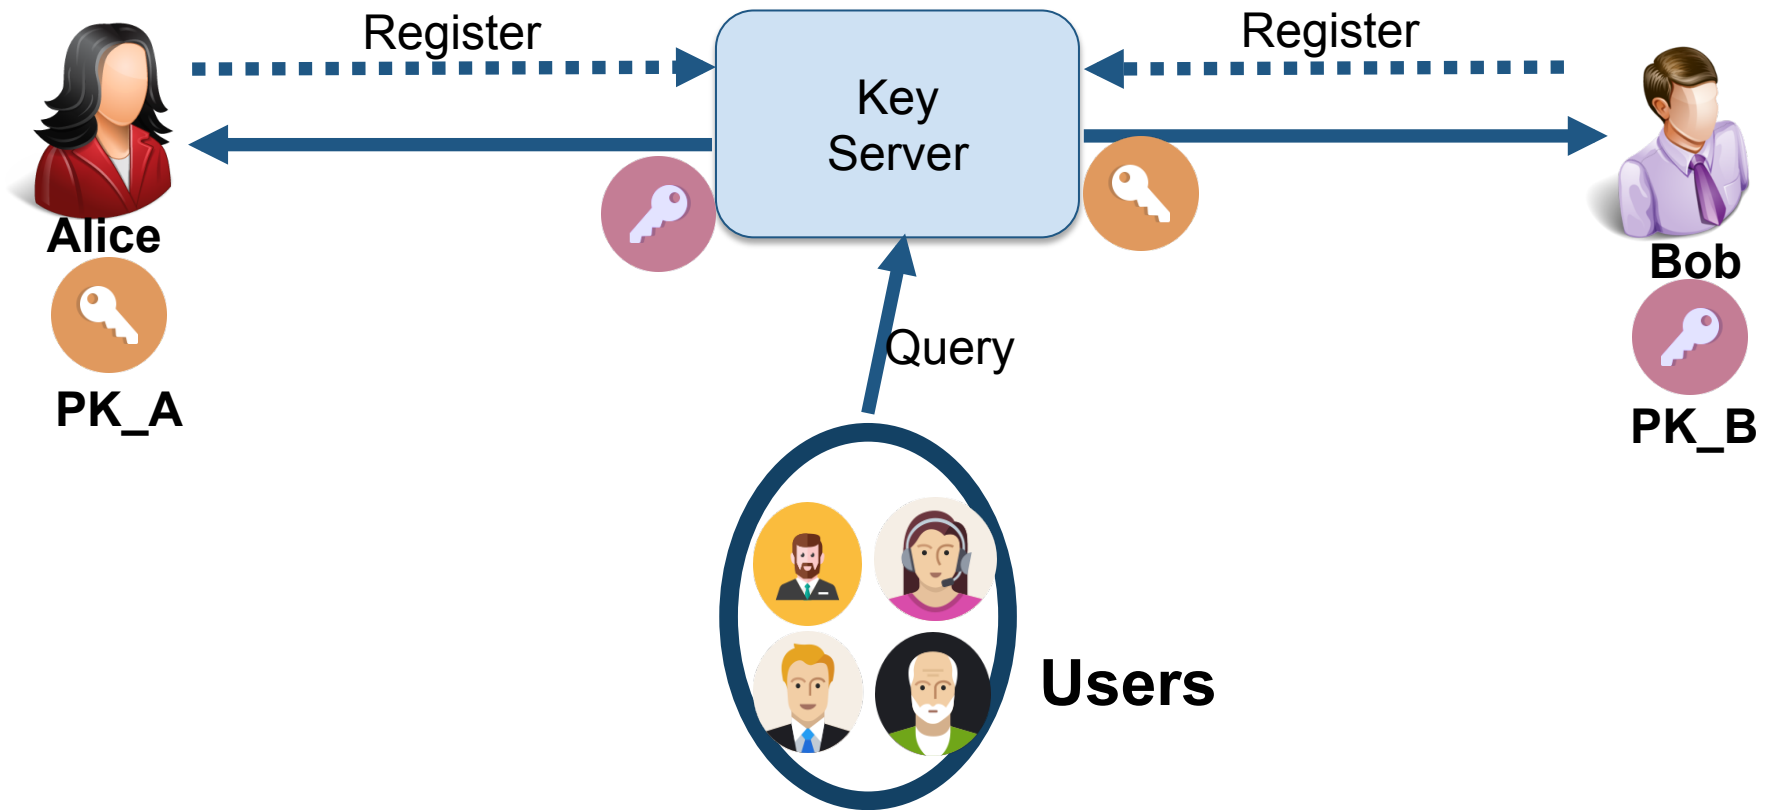 Register
Register
Key
Server
Alice
Bob
Query
PK_A
PK_B
Users